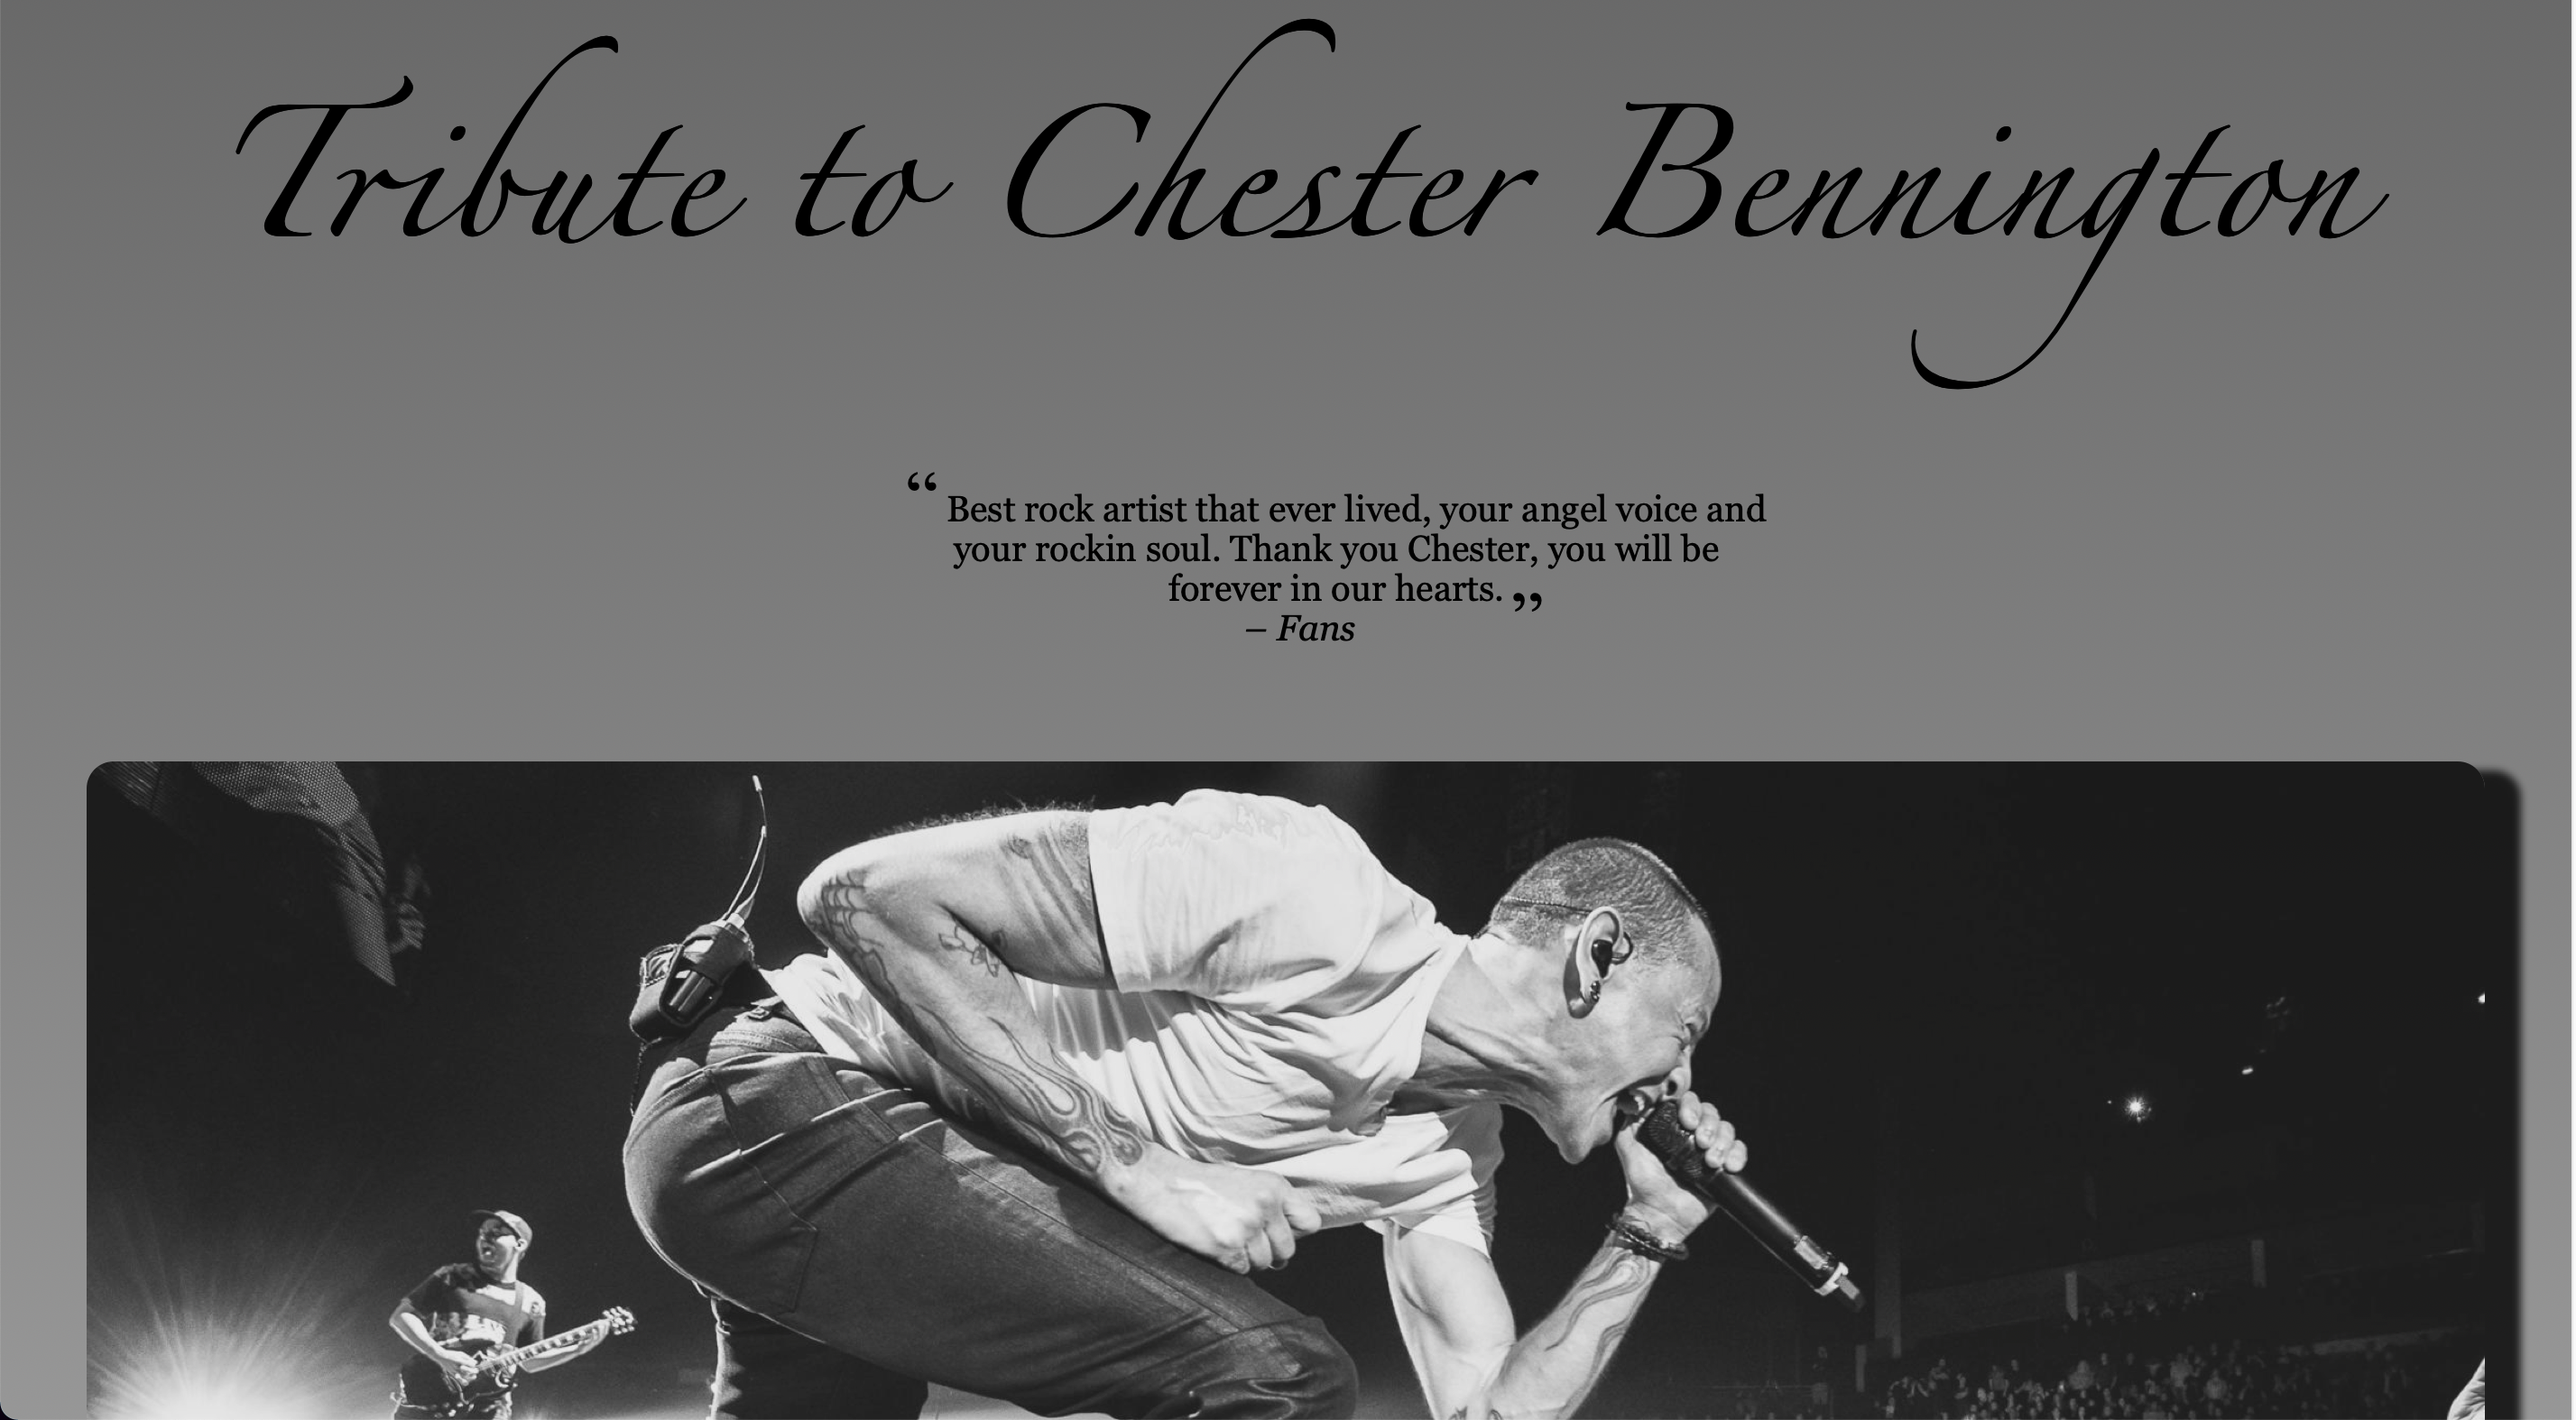 Tribute to Chester Bennington
“ Best rock artist that ever lived, your angel voice and
your rockin soul. Thank you Chester, you will be
forever in our hearts. ”
– Fans